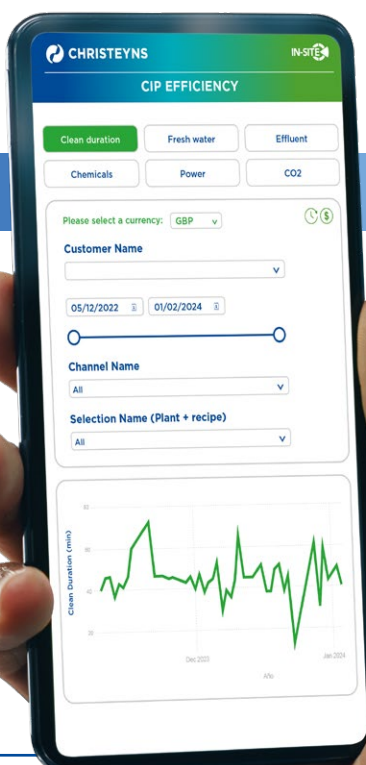 CHRISTEYNS
IN-SITE
CIP EFFICIENCY
Clean duration
Fresh water
Effluent
Chemicals
Power
CO2
Please select a currency:
GBP
$
Customer Name
05/12/2022
01/02/2024
Channel Name
All
Selection Name (Plant + recipe)
All
Clean Duration (min)
Dec 2023
Jan 2024
Año